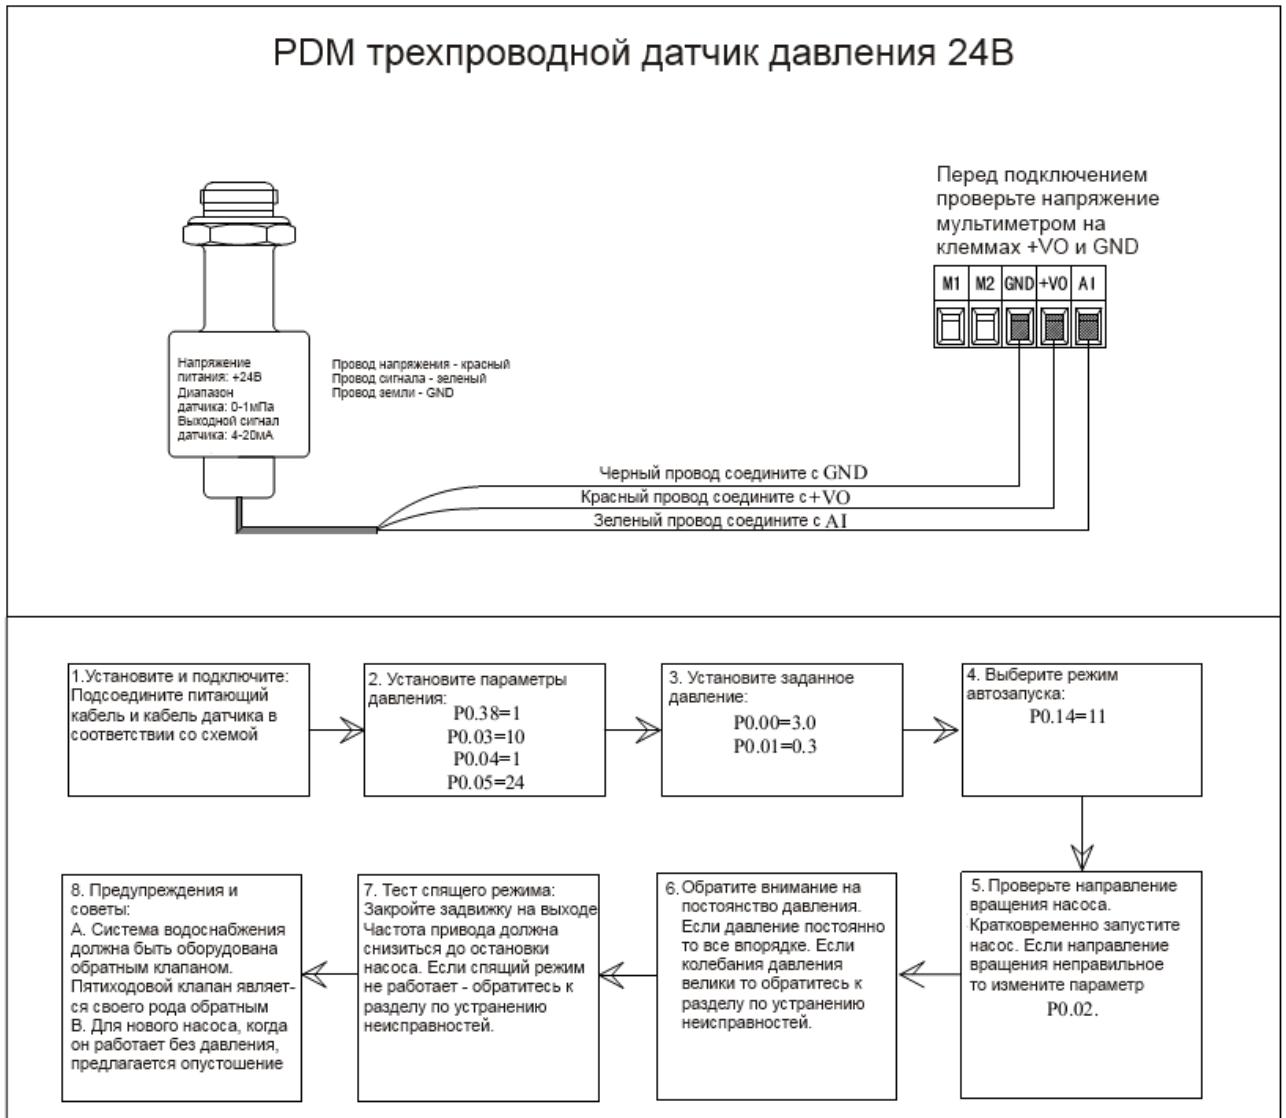 PDM трехпроводной датчик давления 24В
Перед подключением
проверьте напряжение
мультиметром на
клеммах +VO и GND
M1 M2 GND +VO AI
Напряжение
питания: +24В
Диапазон
датчика: 0-1мПа
Выходной сигнал
датчика: 4-20мА
Провод напряжения - красный
Провод сигнала - зеленый
Провод земли - GND
Черный провод соедините с GND
Красный провод соедините с+VO
Зеленый провод соедините с AI
1.Установите и подключите:
Подсоедините питающий
кабель и кабель датчика в
соответствии со схемой
2. Установите параметры
давления:
P0.38=1
P0.03=10
P0.04=1
P0.05=24
3. Установите заданное
давление:
P0.00=3.0
P0.01=0.3
4. Выберите режим
автозапуска:
P0.14=11
5. Проверьте направление
вращения насоса.
Кратковременно запустите
насос. Если направление
вращения неправильное
то измените параметр
P0.02.
6. Обратите внимание на
постоянство давления.
Если давление постоянно
то все впорядке. Если
колебания давления
велики то обратитесь к
разделу по устранению
неисправностей.
7. Тест спящего режима:
Закройте задвижку на выходе
Частота привода должна
снизиться до остановки
насоса. Если спящий режим
не работает - обратитесь к
разделу по устранению
неисправностей.
8. Предупреждения и
советы:
А. Система водоснабжения
должна быть оборудована
обратным клапаном.
Пятиходовой клапан являет-
ся своего рода обратным
В. Для нового насоса, когда
он работает без давления,
предлагается опустошение